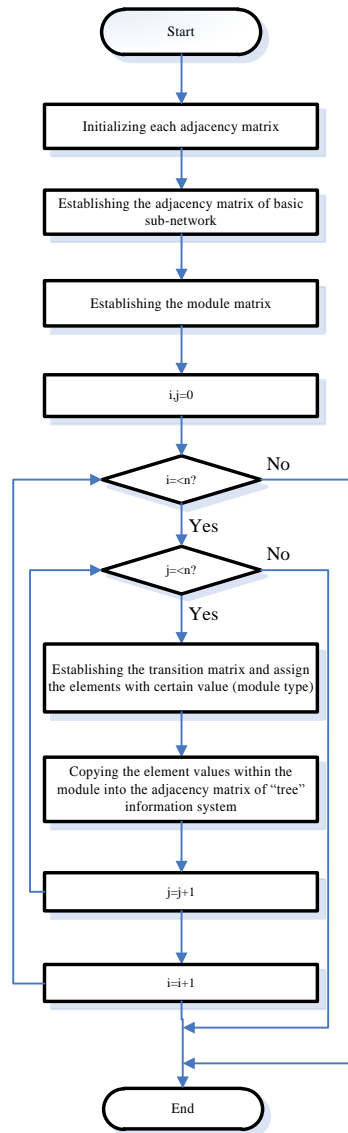 Start
Initializing each adjacency matrix
Establishing the adjacency matrix of basic
sub-network
Establishing the module matrix
i,j=0
i=<n?
No
Yes
j=<n?
No
Yes
Establishing the transition matrix and assign
the elements with certain value (module type)
Copying the element values within the
module into the adjacency matrix of “tree”
information system
j=j+1
i=i+1
End